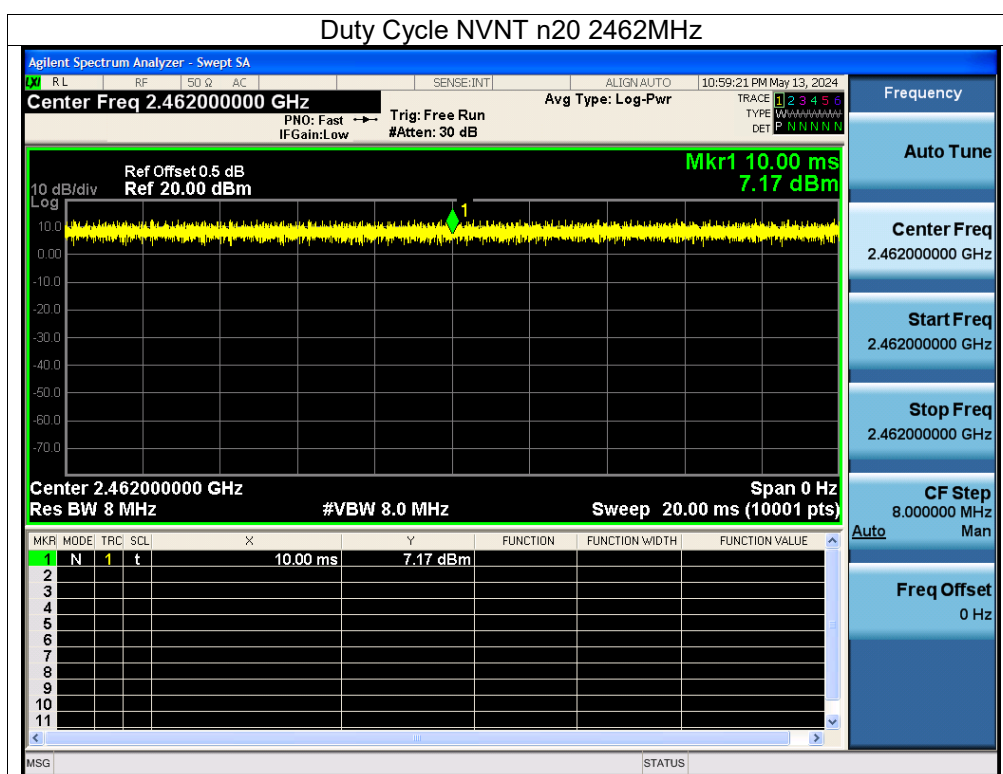 Duty Cycle NVNT n20 2462MHz
Agilent Spectrum Analyzer - Swept SA
LXI RL RF 50 Ω AC SENSE:INT ALIGN AUTO 10:59:21 PM May 13, 2024
Center Freq 2.462000000 GHz Avg Type: Log-Pwr TRACE 1 2 3 4 5 6
PNO: Fast Trig: Free Run TYPE WWWWWW
IFGain:Low #Atten: 30 dB DET P N N N N N
Mkr1 10.00 ms
7.17 dBm
Ref Offset 0.5 dB
10 dB/div Ref 20.00 dBm
Log
1
10.0
0.00
-10.0
-20.0
-30.0
-40.0
-50.0
-60.0
-70.0
Center 2.462000000 GHz Span 0 Hz
Res BW 8 MHz #VBW 8.0 MHz Sweep 20.00 ms (10001 pts)
MKR MODE TRC SCL X Y FUNCTION FUNCTION WIDTH FUNCTION VALUE
1 N 1 t 10.00 ms 7.17 dBm
2
3
4
5
6
7
8
9
10
11
MSG STATUS
Frequency
Auto Tune
Center Freq
2.462000000 GHz
Start Freq
2.462000000 GHz
Stop Freq
2.462000000 GHz
CF Step
8.000000 MHz
Auto Man
Freq Offset
0 Hz